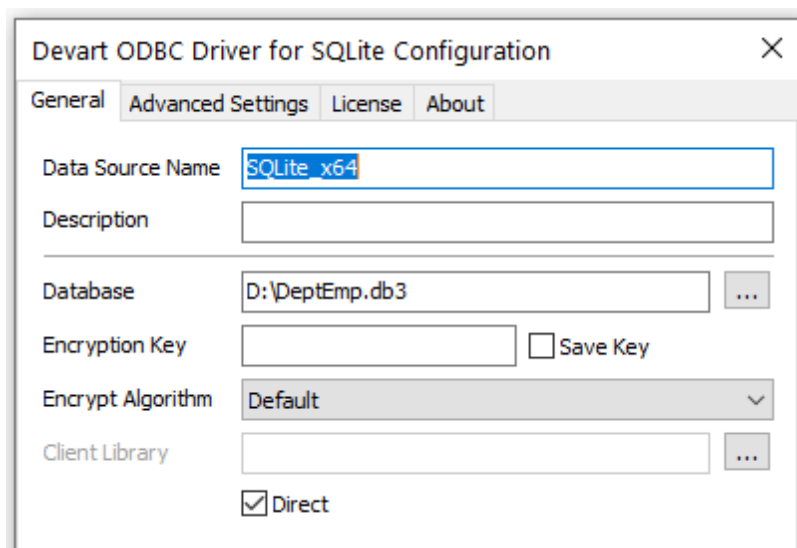 Devart ODBC Driver for SQLite Configuration
General Advanced Settings License About
Data Source Name SQLite_x64
Description
Database D:\DeptEmp.db3 ...
Encryption Key Save Key
Encrypt Algorithm Default
Client Library ...
Direct